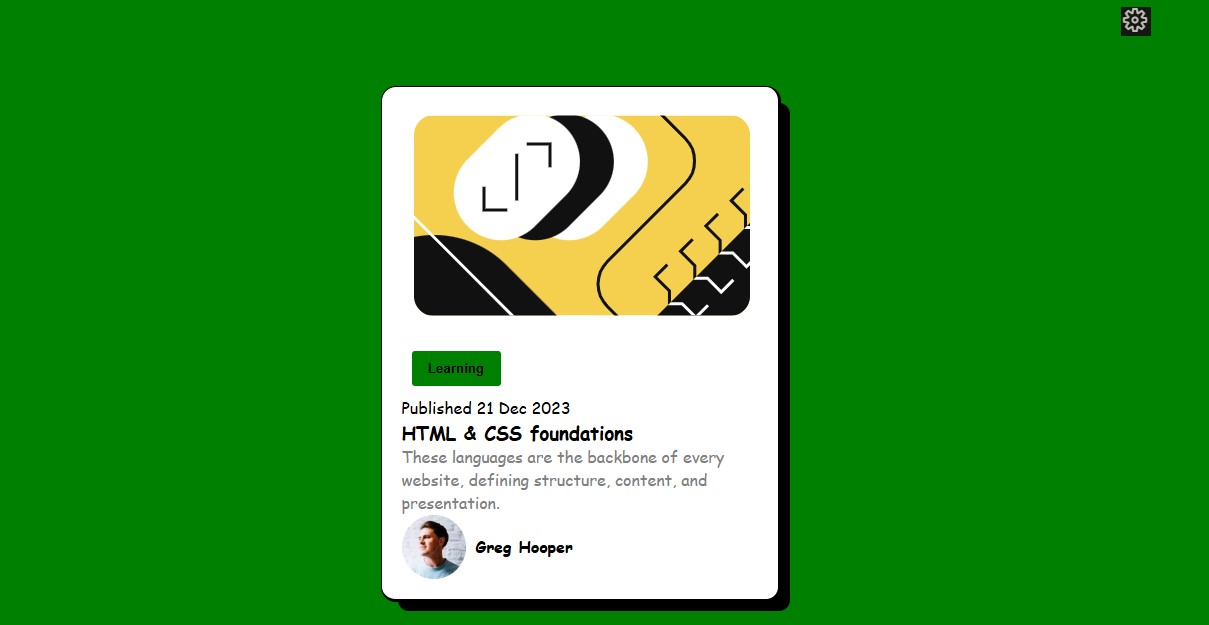 Learning
Published 21 Dec 2023
HTML & CSS foundations
These languages are the backbone of every
website, defining structure, content, and
presentation.
Greg Hooper